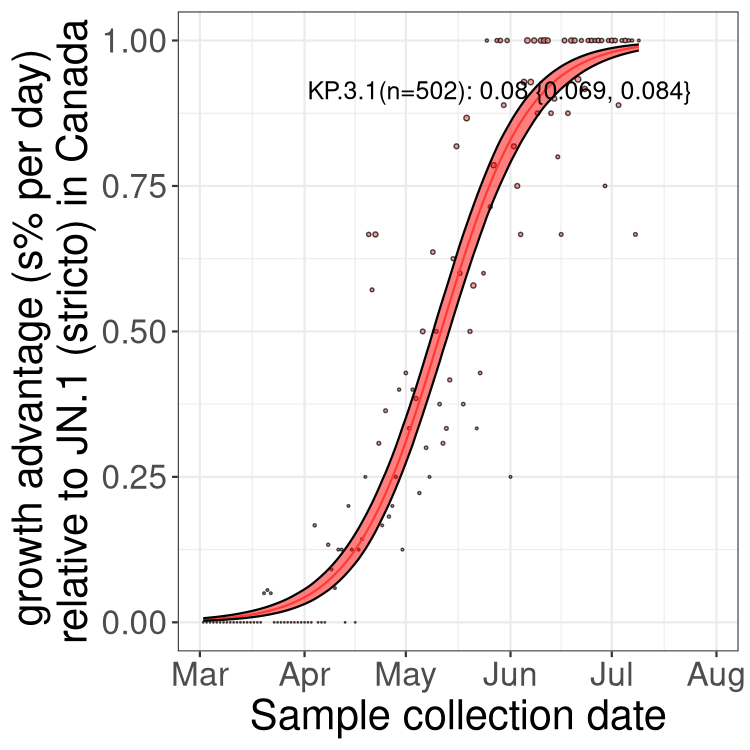 growth advantage (s% per day)
relative to JN.1 (stricto) in Canada
1.00
0.75
0.50
0.25
0.00
KP.3.1(n=502): 0.08 {0.069, 0.084}
Mar Apr May Jun Jul Aug
Sample collection date